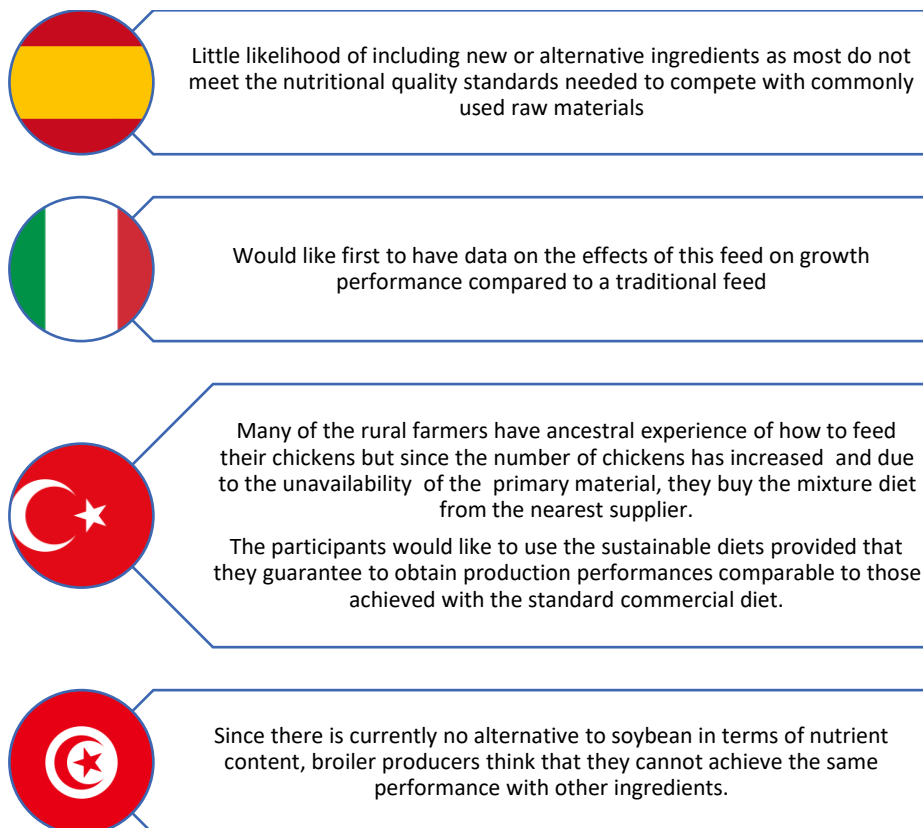 Little likelihood of including new or alternative ingredients as most do not
meet the nutritional quality standards needed to compete with commonly
used raw materials
Would like first to have data on the effects of this feed on growth
performance compared to a traditional feed
Many of the rural farmers have ancestral experience of how to feed
their chickens but since the number of chickens has increased  and due
to the unavailability  of the  primary material, they buy the mixture diet
from the nearest supplier.
The participants would like to use the sustainable diets provided that
they guarantee to obtain production performances comparable to those
achieved with the standard commercial diet.
Since there is currently no alternative to soybean in terms of nutrient
content, broiler producers think that they cannot achieve the same
performance with other ingredients.